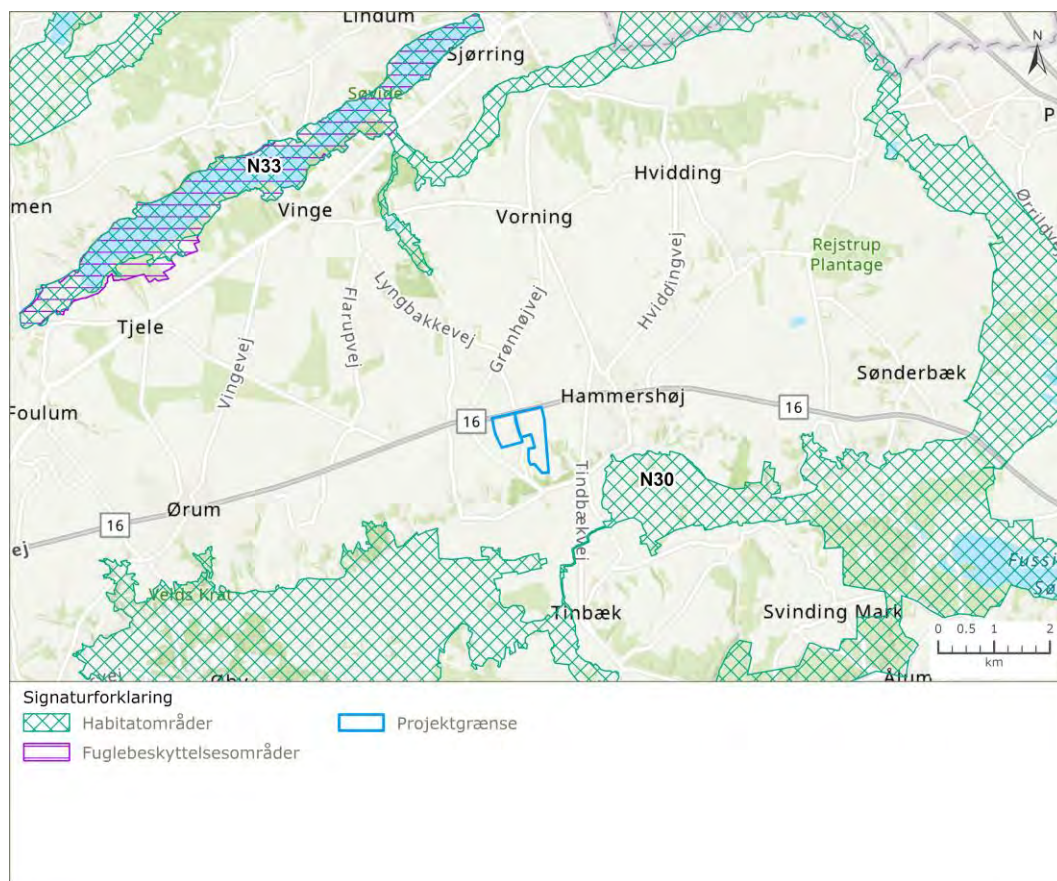 Lindum
N
Sjørring
Søvide
P
N33
Hvidding
men
Vinge
Vorning
Ørrildvej
Rejstrup
Plantage
Lyngbakkevej
Hviddingvej
Flarupvej
Tjele
Grønhøjvej
Vingevej
Sønderbæk
Foulum
Hammershøj
16
16
N30
Tindbækvej
Ørum
16
ej
Fussi
Sø
Velds Krat
Tinbæk
Svinding Mark
0 0.5 1 2
km
Ålum
Signaturforklaring
Habitatområder
Projektgrænse
Fuglebeskyttelsesområder